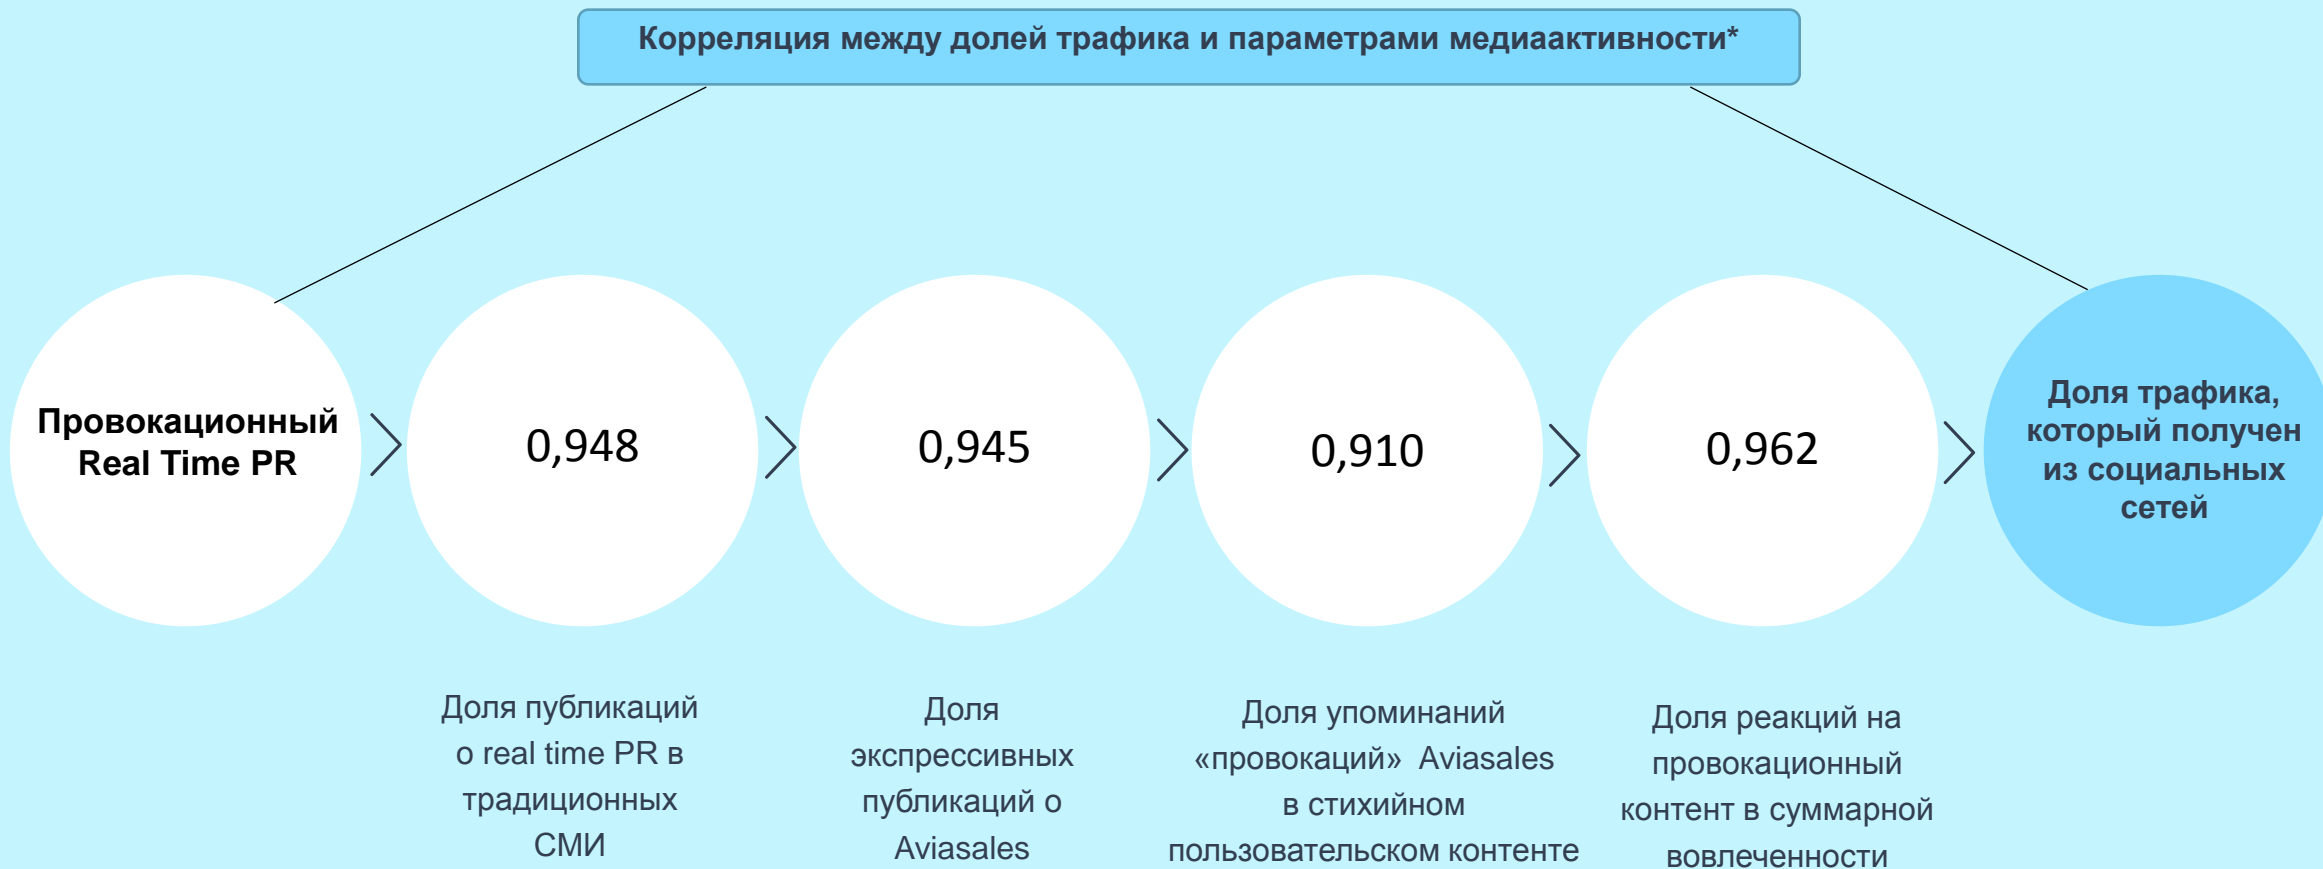 Корреляция между долей трафика и параметрами медиаактивности*
Провокационный
Real Time PR
0,948
0,945
0,910
0,962
Доля трафика,
который получен
из социальных
сетей
Доля публикаций
о real time PR в
традиционных
СМИ
Доля
экспрессивных
публикаций о
Aviasales
Доля упоминаний
«провокаций» Aviasales
в стихийном
пользовательском контенте
Доля реакций на
провокационный
контент в суммарной
вовлеченности